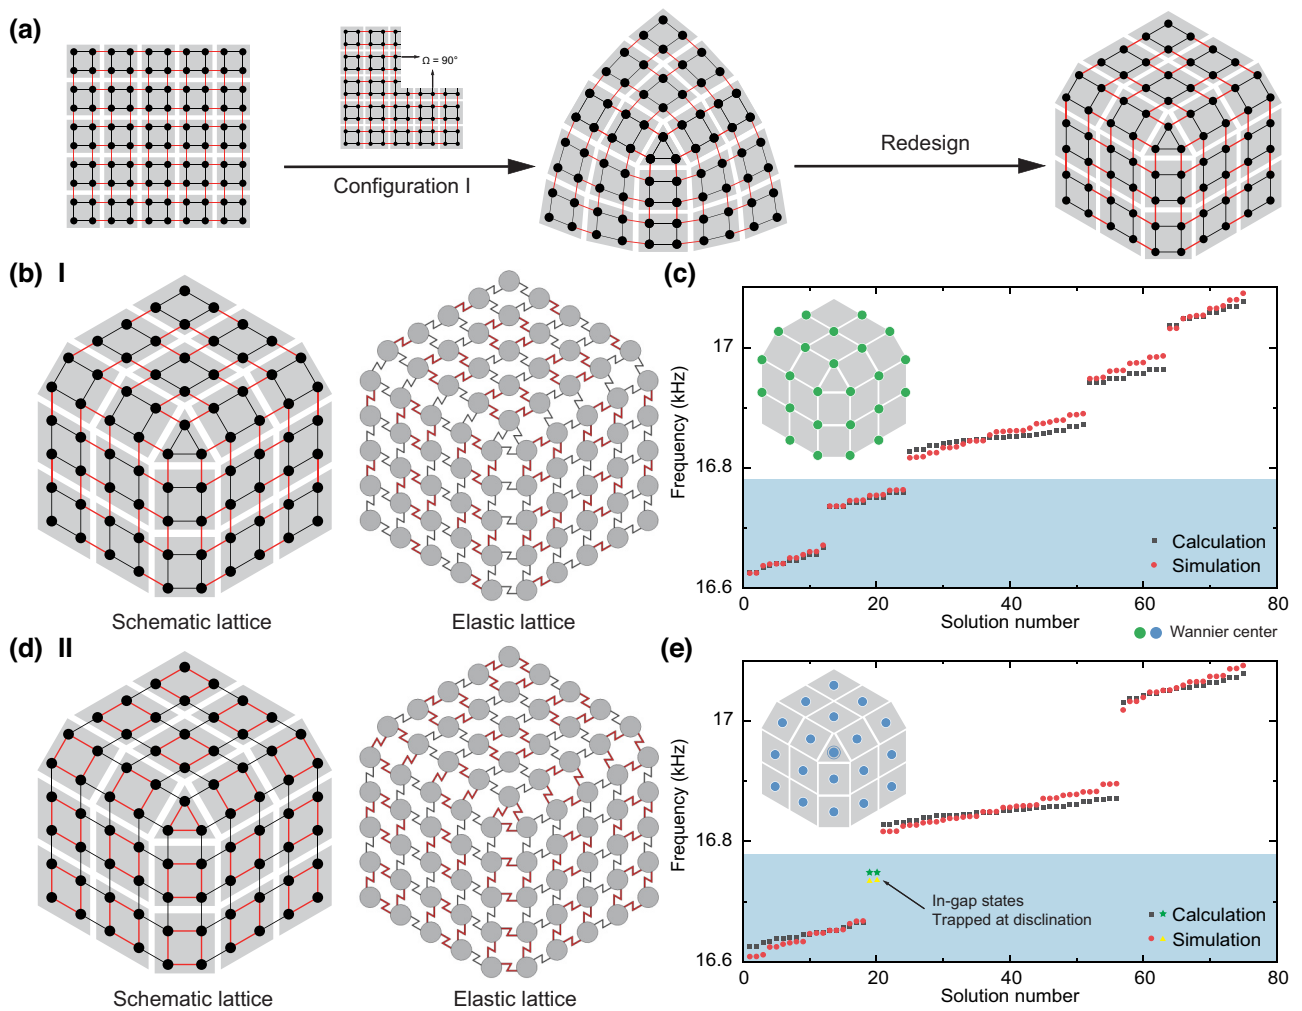 (a)
Ω = 90°
Configuration I
Redesign
(b) I
Schematic lattice
Elastic lattice
(c)
Frequency (kHz)
17
16.8
16.6
0
20
40
60
80
Solution number
Calculation
Simulation
Wannier center
(d) II
Schematic lattice
Elastic lattice
(e)
Frequency (kHz)
17
16.8
16.6
0
20
40
60
80
Solution number
In-gap states
Trapped at disclination
Calculation
Simulation